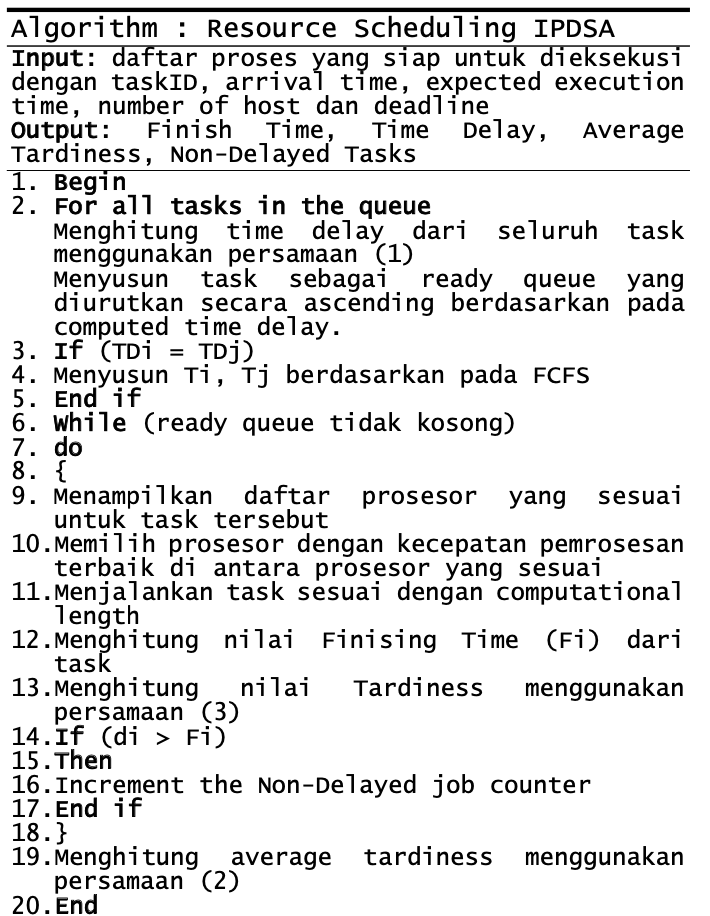 Algorithm : Resource Scheduling IPDSA
Input: daftar proses yang siap untuk dieksekusi
dengan taskID, arrival time, expected execution
time, number of host dan deadline
Output: Finish Time, Time Delay, Average
Tardiness, Non-Delayed Tasks
1. Begin
2. For all tasks in the queue
Menghitung time delay dari seluruh task
menggunakan persamaan (1)
Menyusun task sebagai ready queue yang
diurutkan secara ascending berdasarkan pada
computed time delay.
3. If (TDi = TDj)
4. Menyusun Ti, Tj berdasarkan pada FCFS
5. End if
6. While (ready queue tidak kosong)
7. do
8. {
9. Menampilkan daftar prosesor yang sesuai
untuk task tersebut
10.Memilih prosesor dengan kecepatan pemrosesan
terbaik di antara prosesor yang sesuai
11.Menjalankan task sesuai dengan computational
length
12.Menghitung nilai Finising Time (Fi) dari
task
13.Menghitung nilai Tardiness menggunakan
persamaan (3)
14.If (di > Fi)
15.Then
16.Increment the Non-Delayed job counter
17.End if
18.}
19.Menghitung average tardiness menggunakan
persamaan (2)
20.End